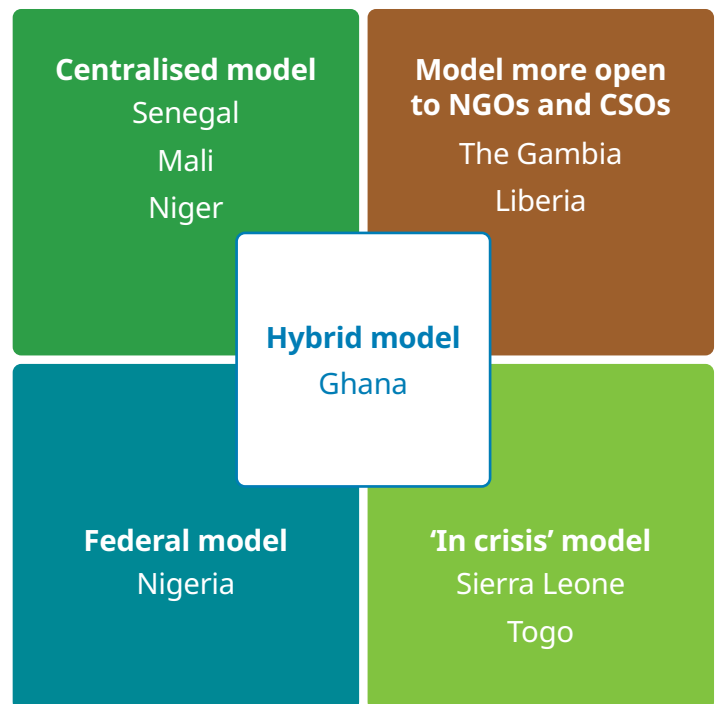 Centralised model
Senegal
Mali
Niger
Model more open
to NGOs and CSOs
The Gambia
Liberia
Hybrid model
Ghana
Federal model
Nigeria
‘In crisis’ model
Sierra Leone
Togo